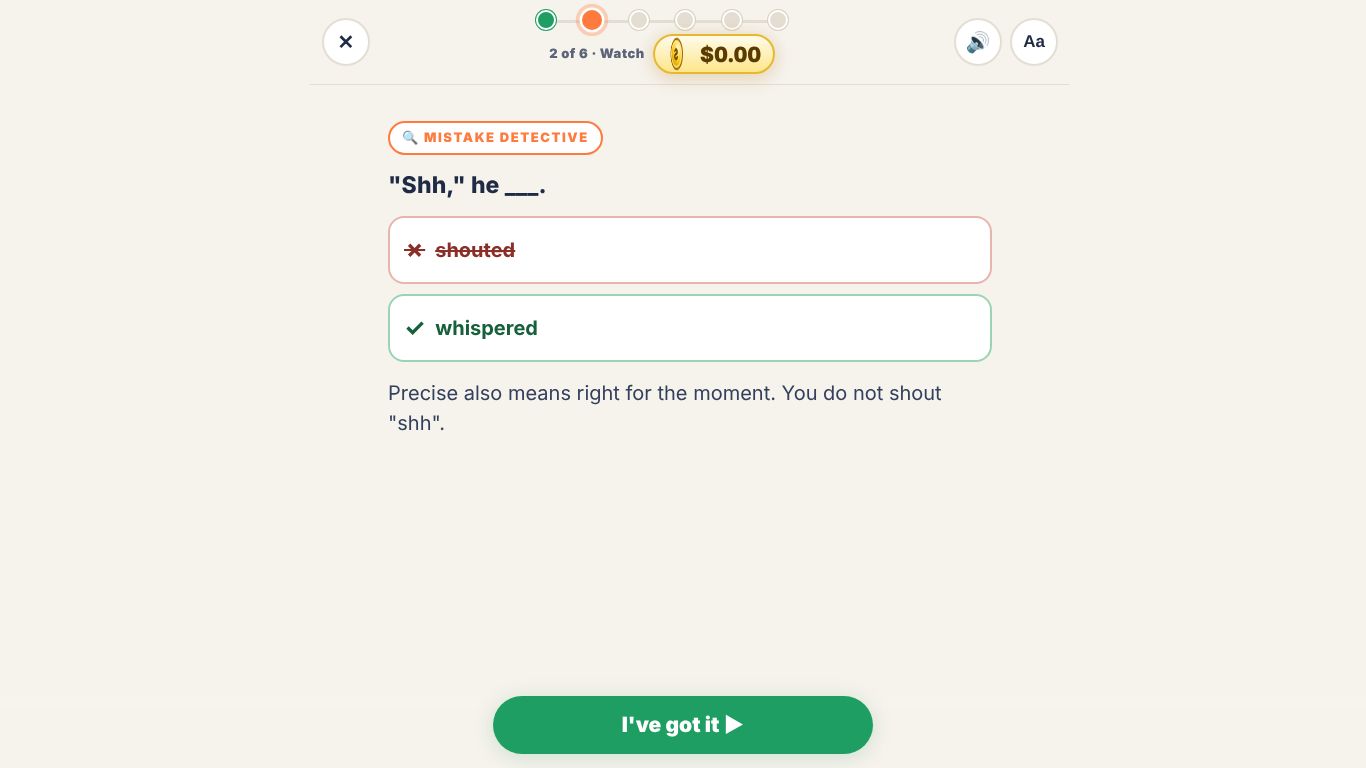 2 of 6 · Watch
$0.00
Aa
MISTAKE DETECTIVE
"Shh," he ___.
shouted
whispered
Precise also means right for the moment. You do not shout
"shh".
I've got it ▶